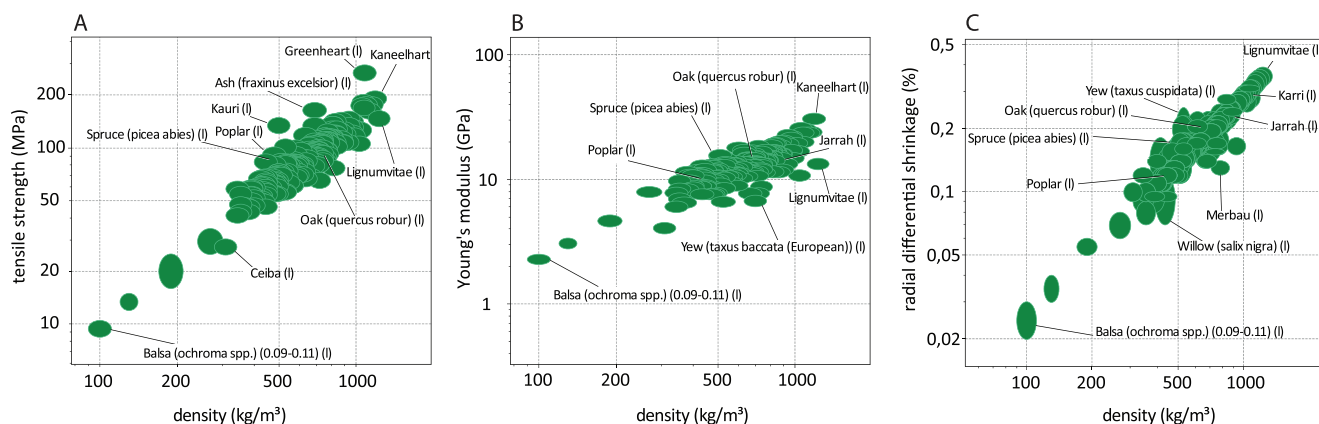 A
tensile strength (MPa)
200
100
50
20
10
100
200
500
1000
density (kg/m³)
Greenheart (l)
Kaneelhart
Ash (fraxinus excelsior) (l)
Kauri (l)
Poplar (l)
Spruce (picea abies) (l)
Lignumvitae (l)
Oak (quercus robur) (l)
Ceiba (l)
Balsa (ochroma spp.) (0.09-0.11) (l)
B
Young's modulus (GPa)
100
10
1
100
200
500
1000
density (kg/m³)
Oak (quercus robur) (l)
Kaneelhart (l)
Spruce (picea abies) (l)
Jarrah (l)
Poplar (l)
Lignumvitae (l)
Yew (taxus baccata (European)) (l)
Balsa (ochroma spp.) (0.09-0.11) (l)
C
radial differential shrinkage (%)
0,5
0,2
0,1
0,05
0,02
100
200
500
1000
density (kg/m³)
Lignumvitae (l
Yew (taxus cuspidata) (l)
Karri (l)
Oak (quercus robur) (l)
Jarrah (l)
Spruce (picea abies) (l)
Poplar (l)
Merbau (l)
Willow (salix nigra) (l)
Balsa (ochroma spp.) (0.09-0.11) (l)